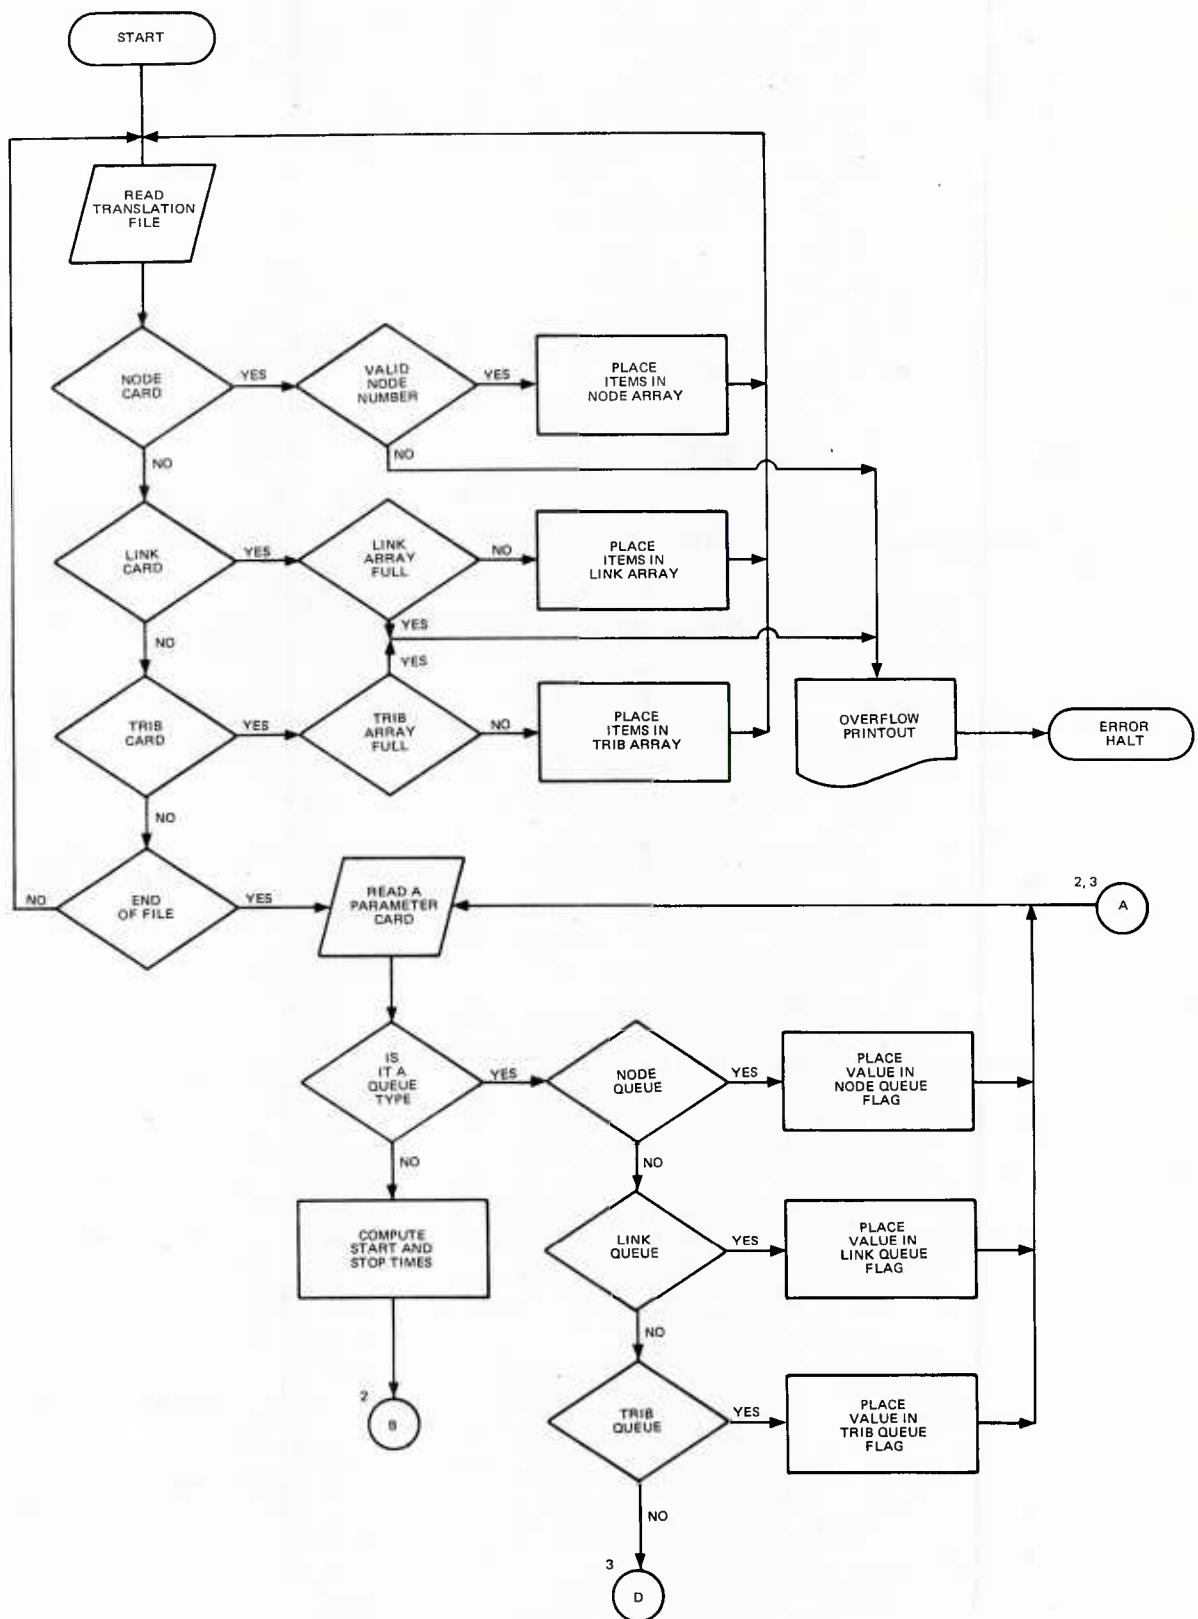 START
READ
TRANSLATION
FILE
NODE
CARD
YES
VALID
NODE
NUMBER
YES
PLACE
ITEMS IN
NODE ARRAY
NO
NO
LINK
CARD
YES
LINK
ARRAY
FULL
NO
PLACE
ITEMS IN
LINK ARRAY
YES
NO
YES
TRIB
CARD
YES
TRIB
ARRAY
FULL
NO
PLACE
ITEMS IN
TRIB ARRAY
OVERFLOW
PRINTOUT
ERROR
HALT
NO
NO
END
OF FILE
YES
READ A
PARAMETER
CARD
2, 3
A
IS
IT A
QUEUE
TYPE
YES
NODE
QUEUE
YES
PLACE
VALUE IN
NODE QUEUE
FLAG
NO
NO
COMPUTE
START AND
STOP TIMES
LINK
QUEUE
YES
PLACE
VALUE IN
LINK QUEUE
FLAG
NO
2
B
TRIB
QUEUE
YES
PLACE
VALUE IN
TRIB QUEUE
FLAG
NO
3
D